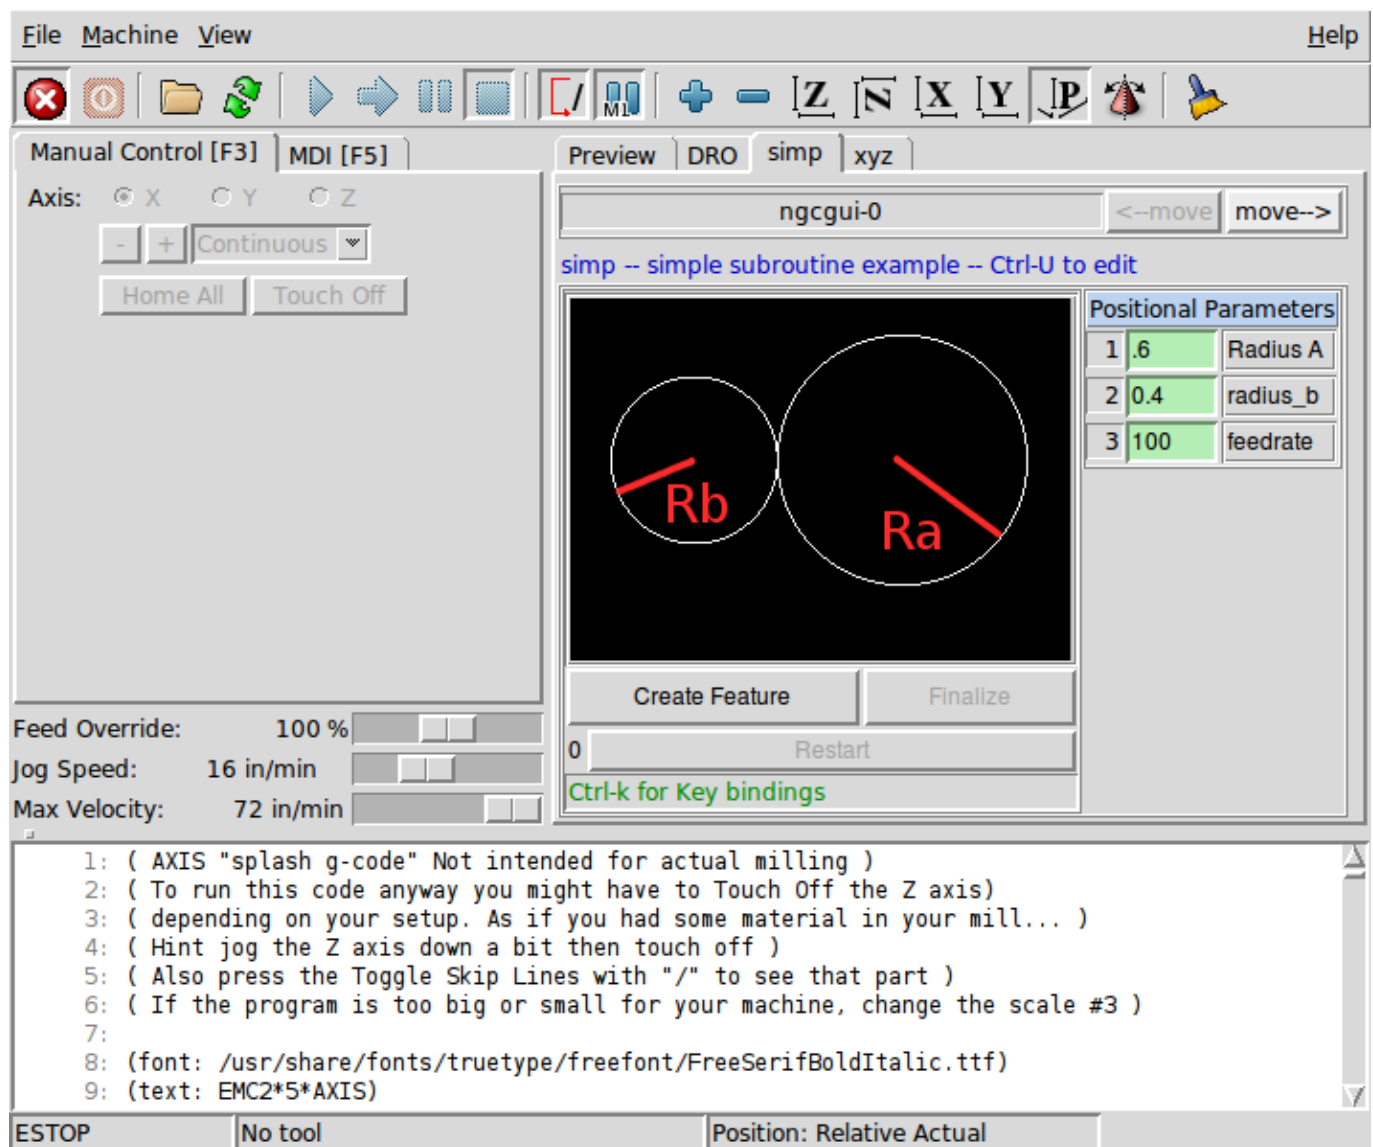 File Machine View Help
M1 Z N X Y P
Manual Control [F3] MDI [F5]
Preview DRO simp xyz
Axis: X Y Z
- + Continuous
Home All Touch Off
ngcgui-0 <--move move-->
simp -- simple subroutine example -- Ctrl-U to edit
Positional Parameters
1 .6 Radius A
2 0.4 radius_b
3 100 feedrate
Rb
Ra
Create Feature Finalize
0 Restart
Ctrl-k for Key bindings
Feed Override: 100 %
Jog Speed: 16 in/min
Max Velocity: 72 in/min
1: ( AXIS "splash g-code" Not intended for actual milling )
2: ( To run this code anyway you might have to Touch Off the Z axis)
3: ( depending on your setup. As if you had some material in your mill... )
4: ( Hint jog the Z axis down a bit then touch off )
5: ( Also press the Toggle Skip Lines with "/" to see that part )
6: ( If the program is too big or small for your machine, change the scale #3 )
7:
8: (font: /usr/share/fonts/truetype/freefont/FreeSerifBoldItalic.ttf)
9: (text: EMC2*5*AXIS)
ESTOP No tool Position: Relative Actual